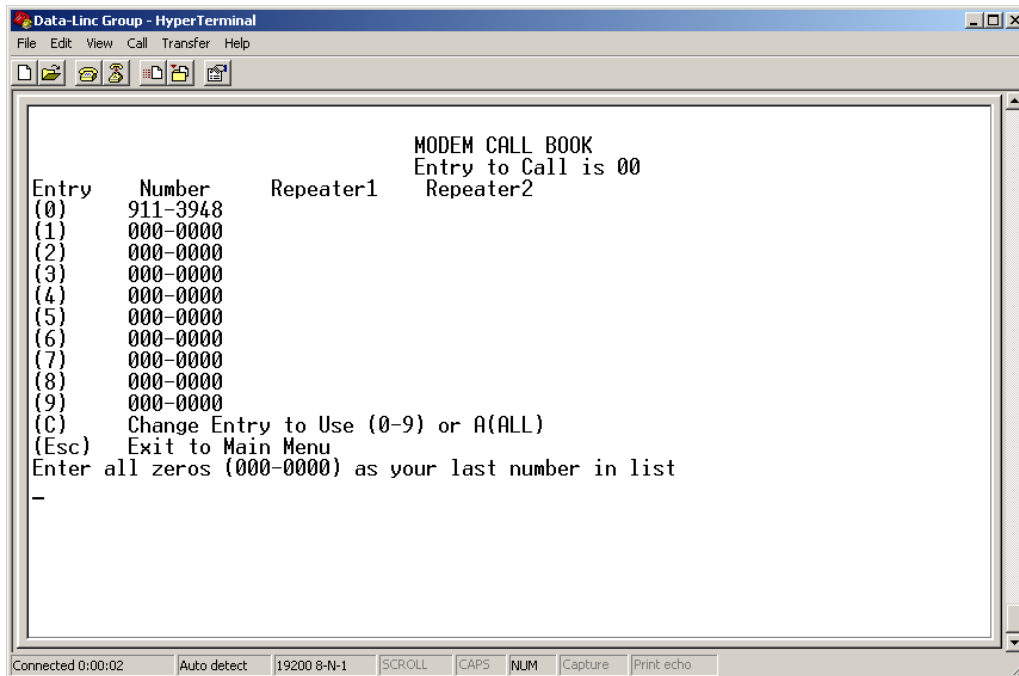 Data-Linc Group - HyperTerminal
File Edit View Call Transfer Help
MODEM CALL BOOK
Entry to Call is 00
Entry Number Repeater1 Repeater2
(0) 911-3948
(1) 000-0000
(2) 000-0000
(3) 000-0000
(4) 000-0000
(5) 000-0000
(6) 000-0000
(7) 000-0000
(8) 000-0000
(9) 000-0000
(C) Change Entry to Use (0-9) or A(ALL)
(Esc) Exit to Main Menu
Enter all zeros (000-0000) as your last number in list
_
Connected 0:00:02 Auto detect 19200 8-N-1 SCROLL CAPS NUM Capture Print echo